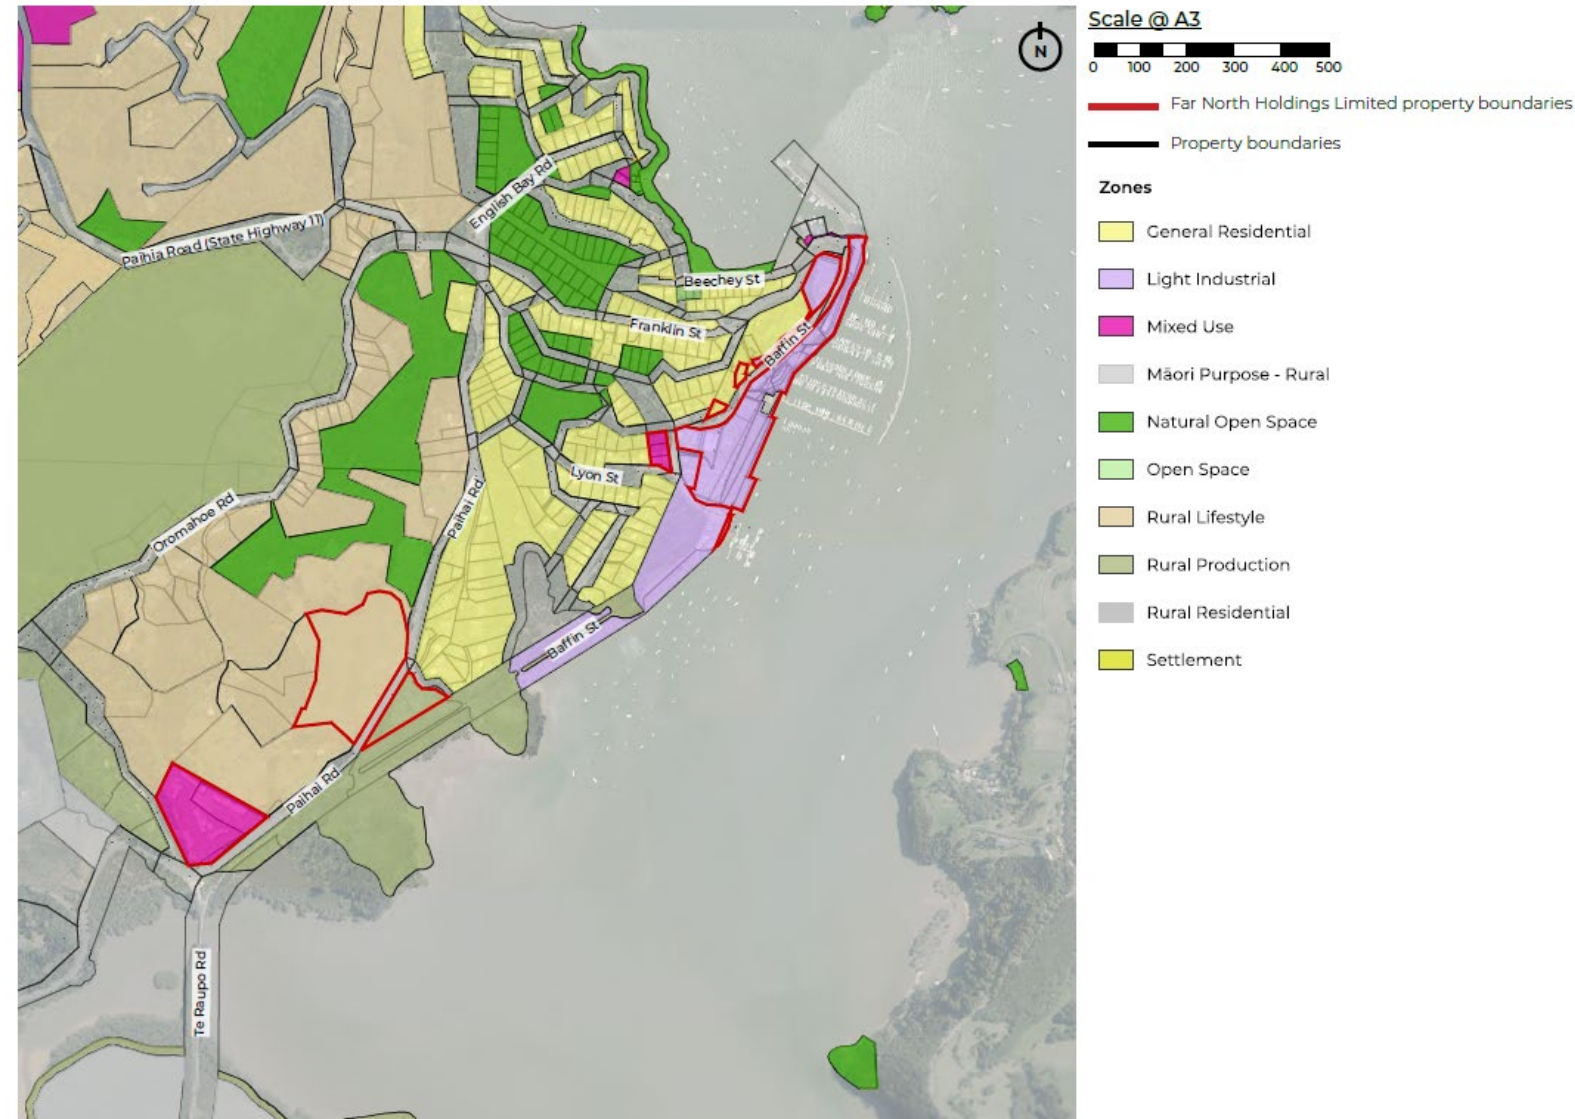 Scale @ A3
0 100 200 300 400 500
Far North Holdings Limited property boundaries
Property boundaries
Zones
General Residential
Light Industrial
Mixed Use
Māori Purpose - Rural
Natural Open Space
Open Space
Rural Lifestyle
Rural Production
Rural Residential
Settlement
N
English Bay Rd
Paihia Road (State Highway 11)
Beechey St
Franklin St
Baffin St
Lyon St
Paihai Rd
Oromahoe Rd
Baffin St
Paihai Rd
Te Raupo Rd